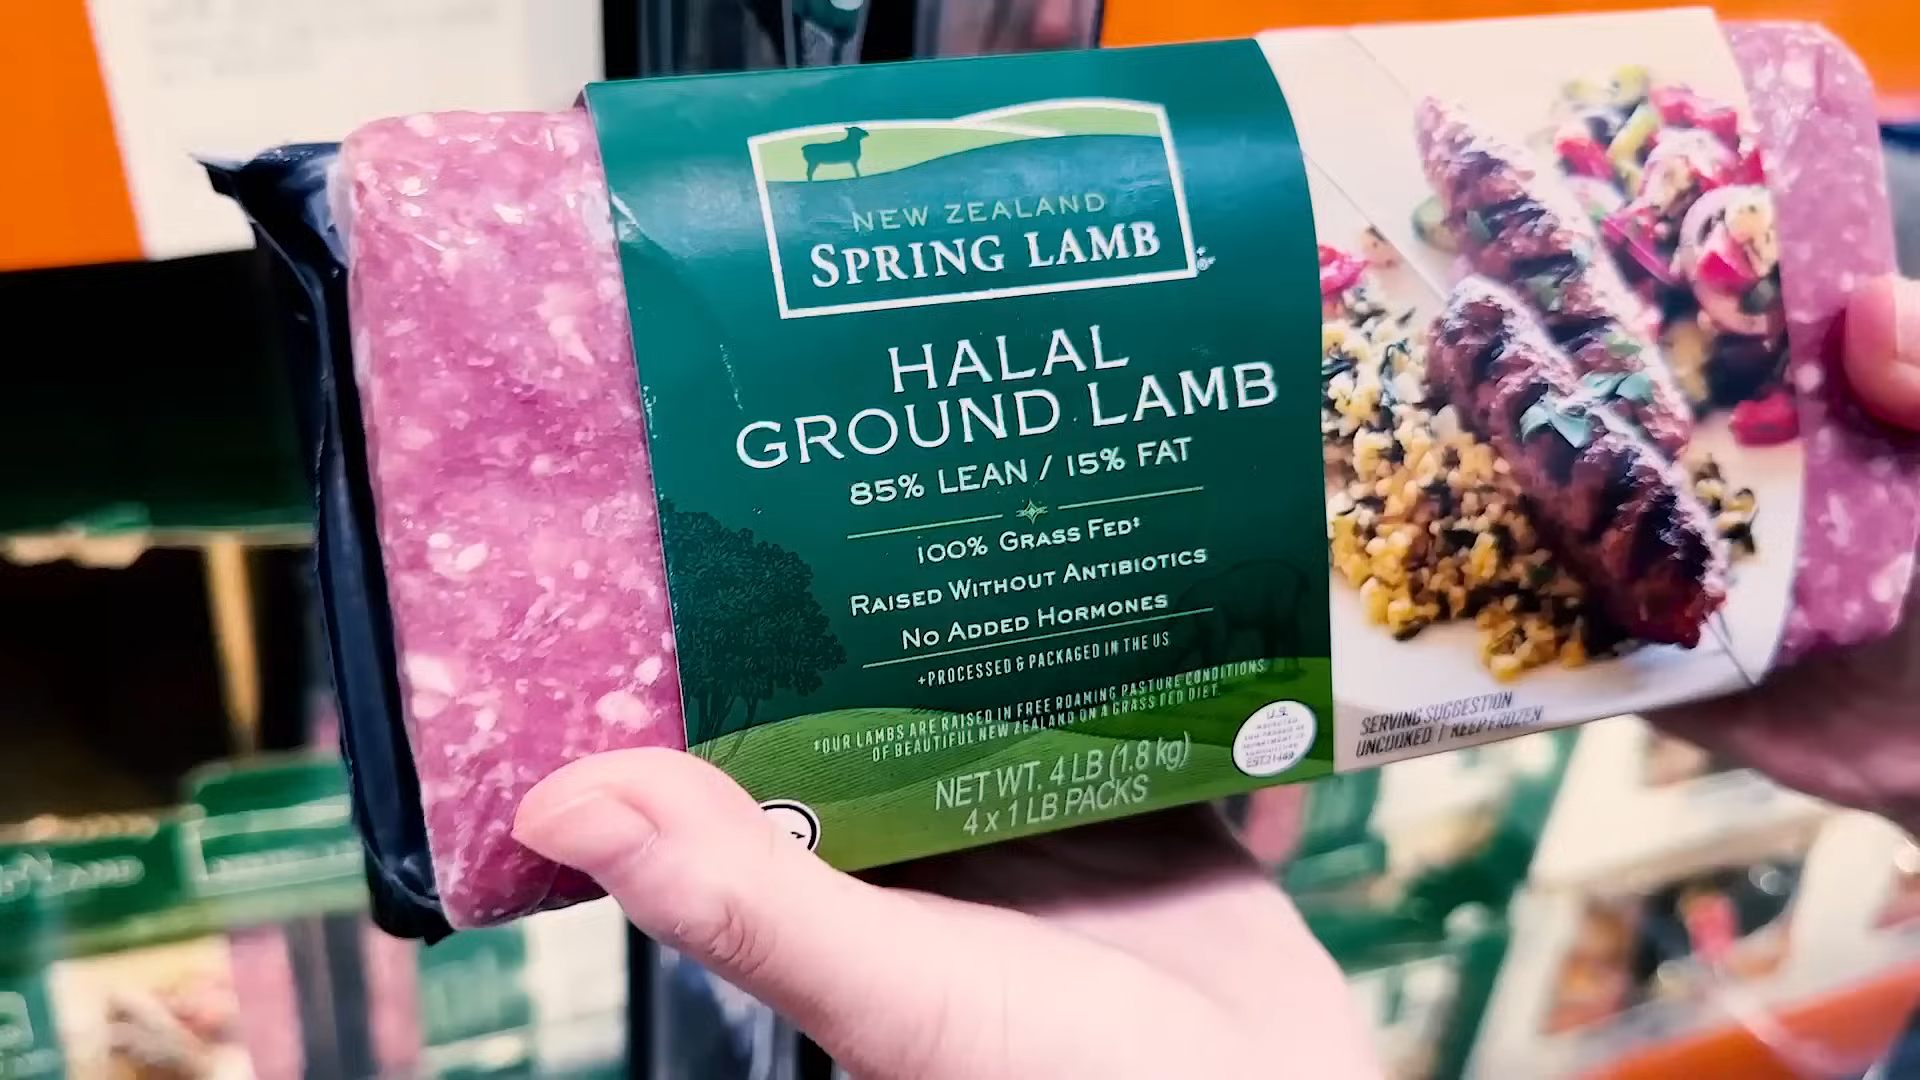 NEW ZEALAND
SPRING LAMB
HALAL
GROUND LAMB
85% LEAN / 15% FAT
100% GRASS FED‡
RAISED WITHOUT ANTIBIOTICS
NO ADDED HORMONES
+PROCESSED & PACKAGED IN THE US
‡OUR LAMBS ARE RAISED IN FREE ROAMING PASTURE CONDITIONS
OF BEAUTIFUL NEW ZEALAND ON A GRASS FED DIET.
NET WT. 4 LB (1.8 kg)
4 x 1 LB PACKS
U.S.
SERVING SUGGESTION
UNCOOKED | KEEP FROZEN